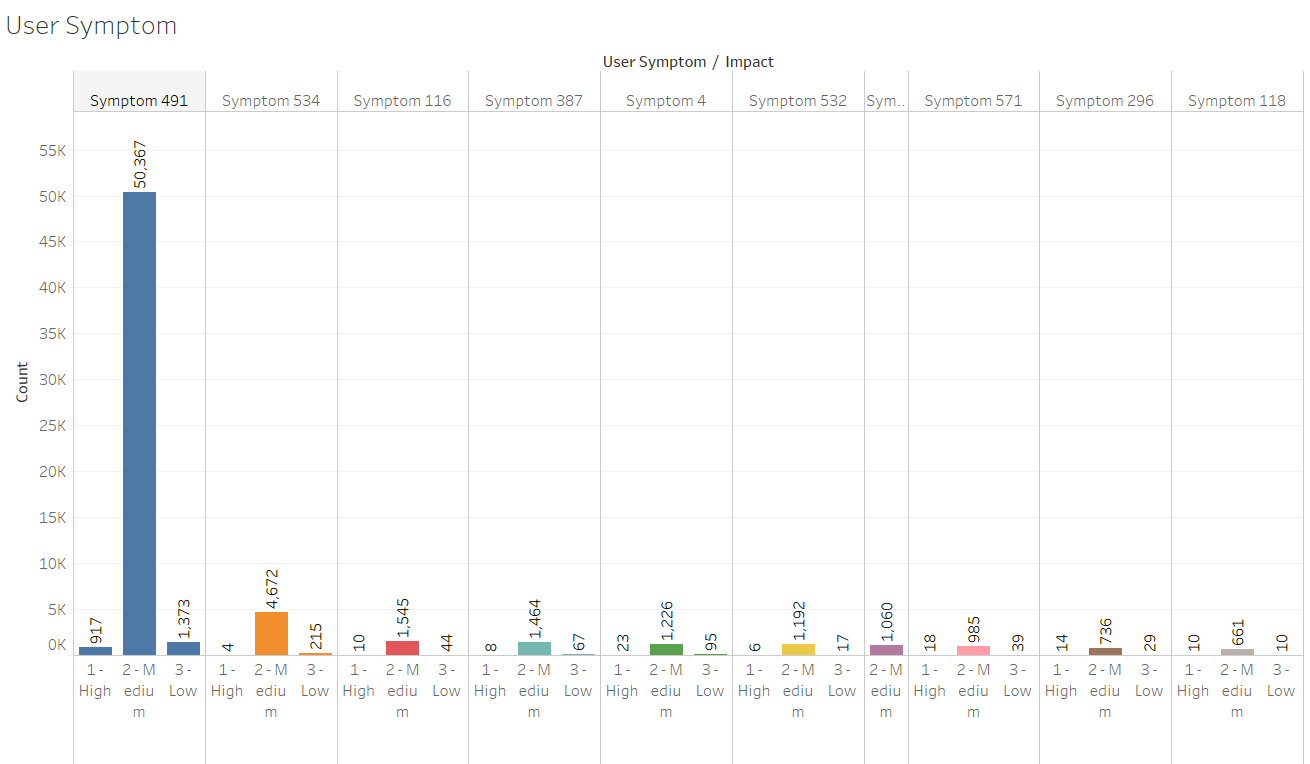 User Symptom
User Symptom / Impact
Symptom 491 Symptom 534 Symptom 116 Symptom 387 Symptom 4 Symptom 532 Sym.. Symptom 571 Symptom 296 Symptom 118
55K
50K
45K
40K
35K
30K
25K
20K
15K
10K
5K
0K
Count
917 50,367 1,373 4 4,672 215 10 1,545 44 8 1,464 67 23 1,226 95 6 1,192 17 1,060 18 985 39 14 736 29 10 661 10
1 - 2 - M 3 - 1 - 2 - M 3 - 1 - 2 - M 3 - 1 - 2 - M 3 - 1 - 2 - M 3 - 1 - 2 - M 3 - 2 - M 1 - 2 - M 3 - 1 - 2 - M 3 - 1 - 2 - M 3 -
High ediu Low High ediu Low High ediu Low High ediu Low High ediu Low High ediu Low ediu High ediu Low High ediu Low High ediu Low
m m m m m m m m m m